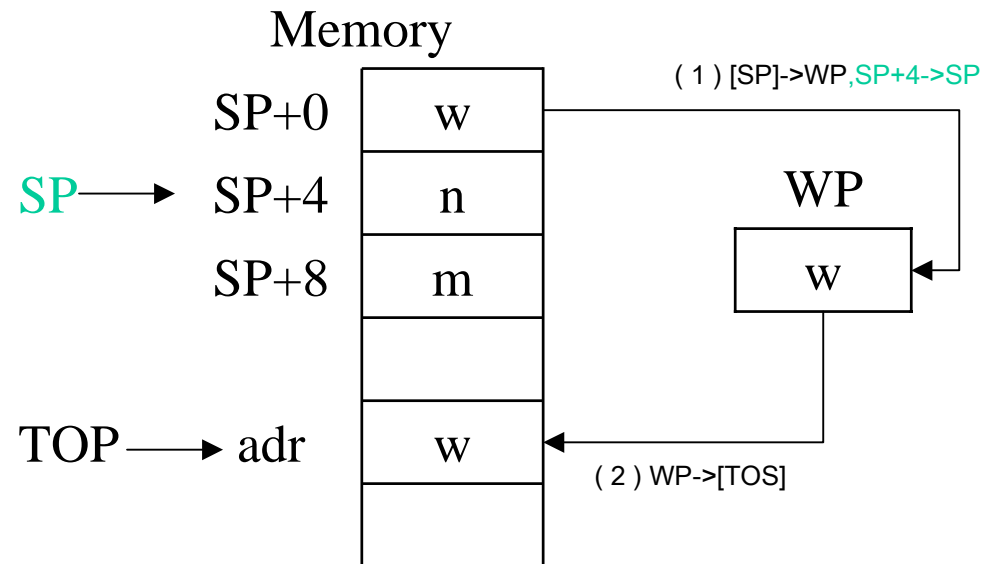 Memory
( 1 ) [SP]->WP,SP+4->SP
SP+0 w
SP SP+4 n
WP
SP+8 m
w
TOP adr w
( 2 ) WP->[TOS]